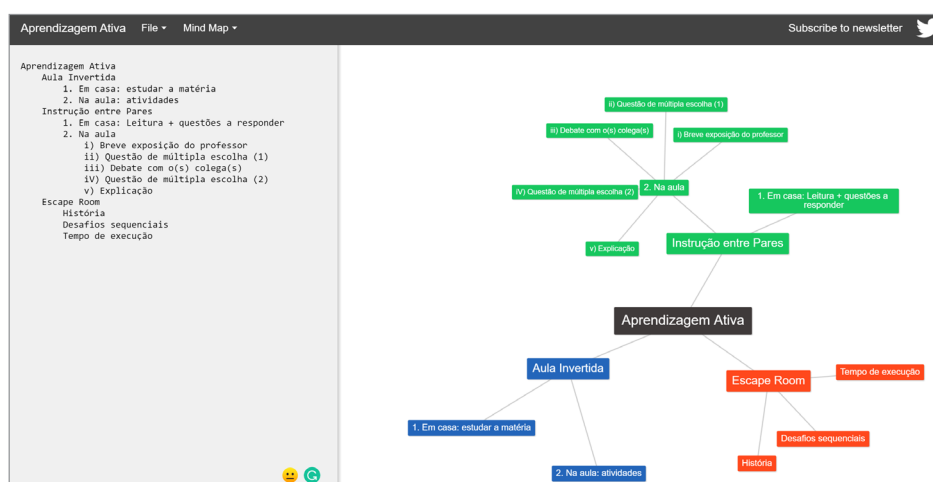 Aprendizagem Ativa File Mind Map Subscribe to newsletter
Aprendizagem Ativa
Aula Invertida
1. Em casa: estudar a matéria
2. Na aula: atividades
Instrução entre Pares
1. Em casa: Leitura + questões a responder
2. Na aula
i) Breve exposição do professor
ii) Questão de múltipla escolha (1)
iii) Debate com o(s) colega(s)
iV) Questão de múltipla escolha (2)
v) Explicação
Escape Room
História
Desafios sequenciais
Tempo de execução
ii) Questão de múltipla escolha (1)
iii) Debate com o(s) colega(s)
i) Breve exposição do professor
iV) Questão de múltipla escolha (2)
2. Na aula
1. Em casa: Leitura + questões a
responder
v) Explicação
Instrução entre Pares
Aprendizagem Ativa
Aula Invertida
Escape Room
Tempo de execução
1. Em casa: estudar a matéria
Desafios sequenciais
História
2. Na aula: atividades